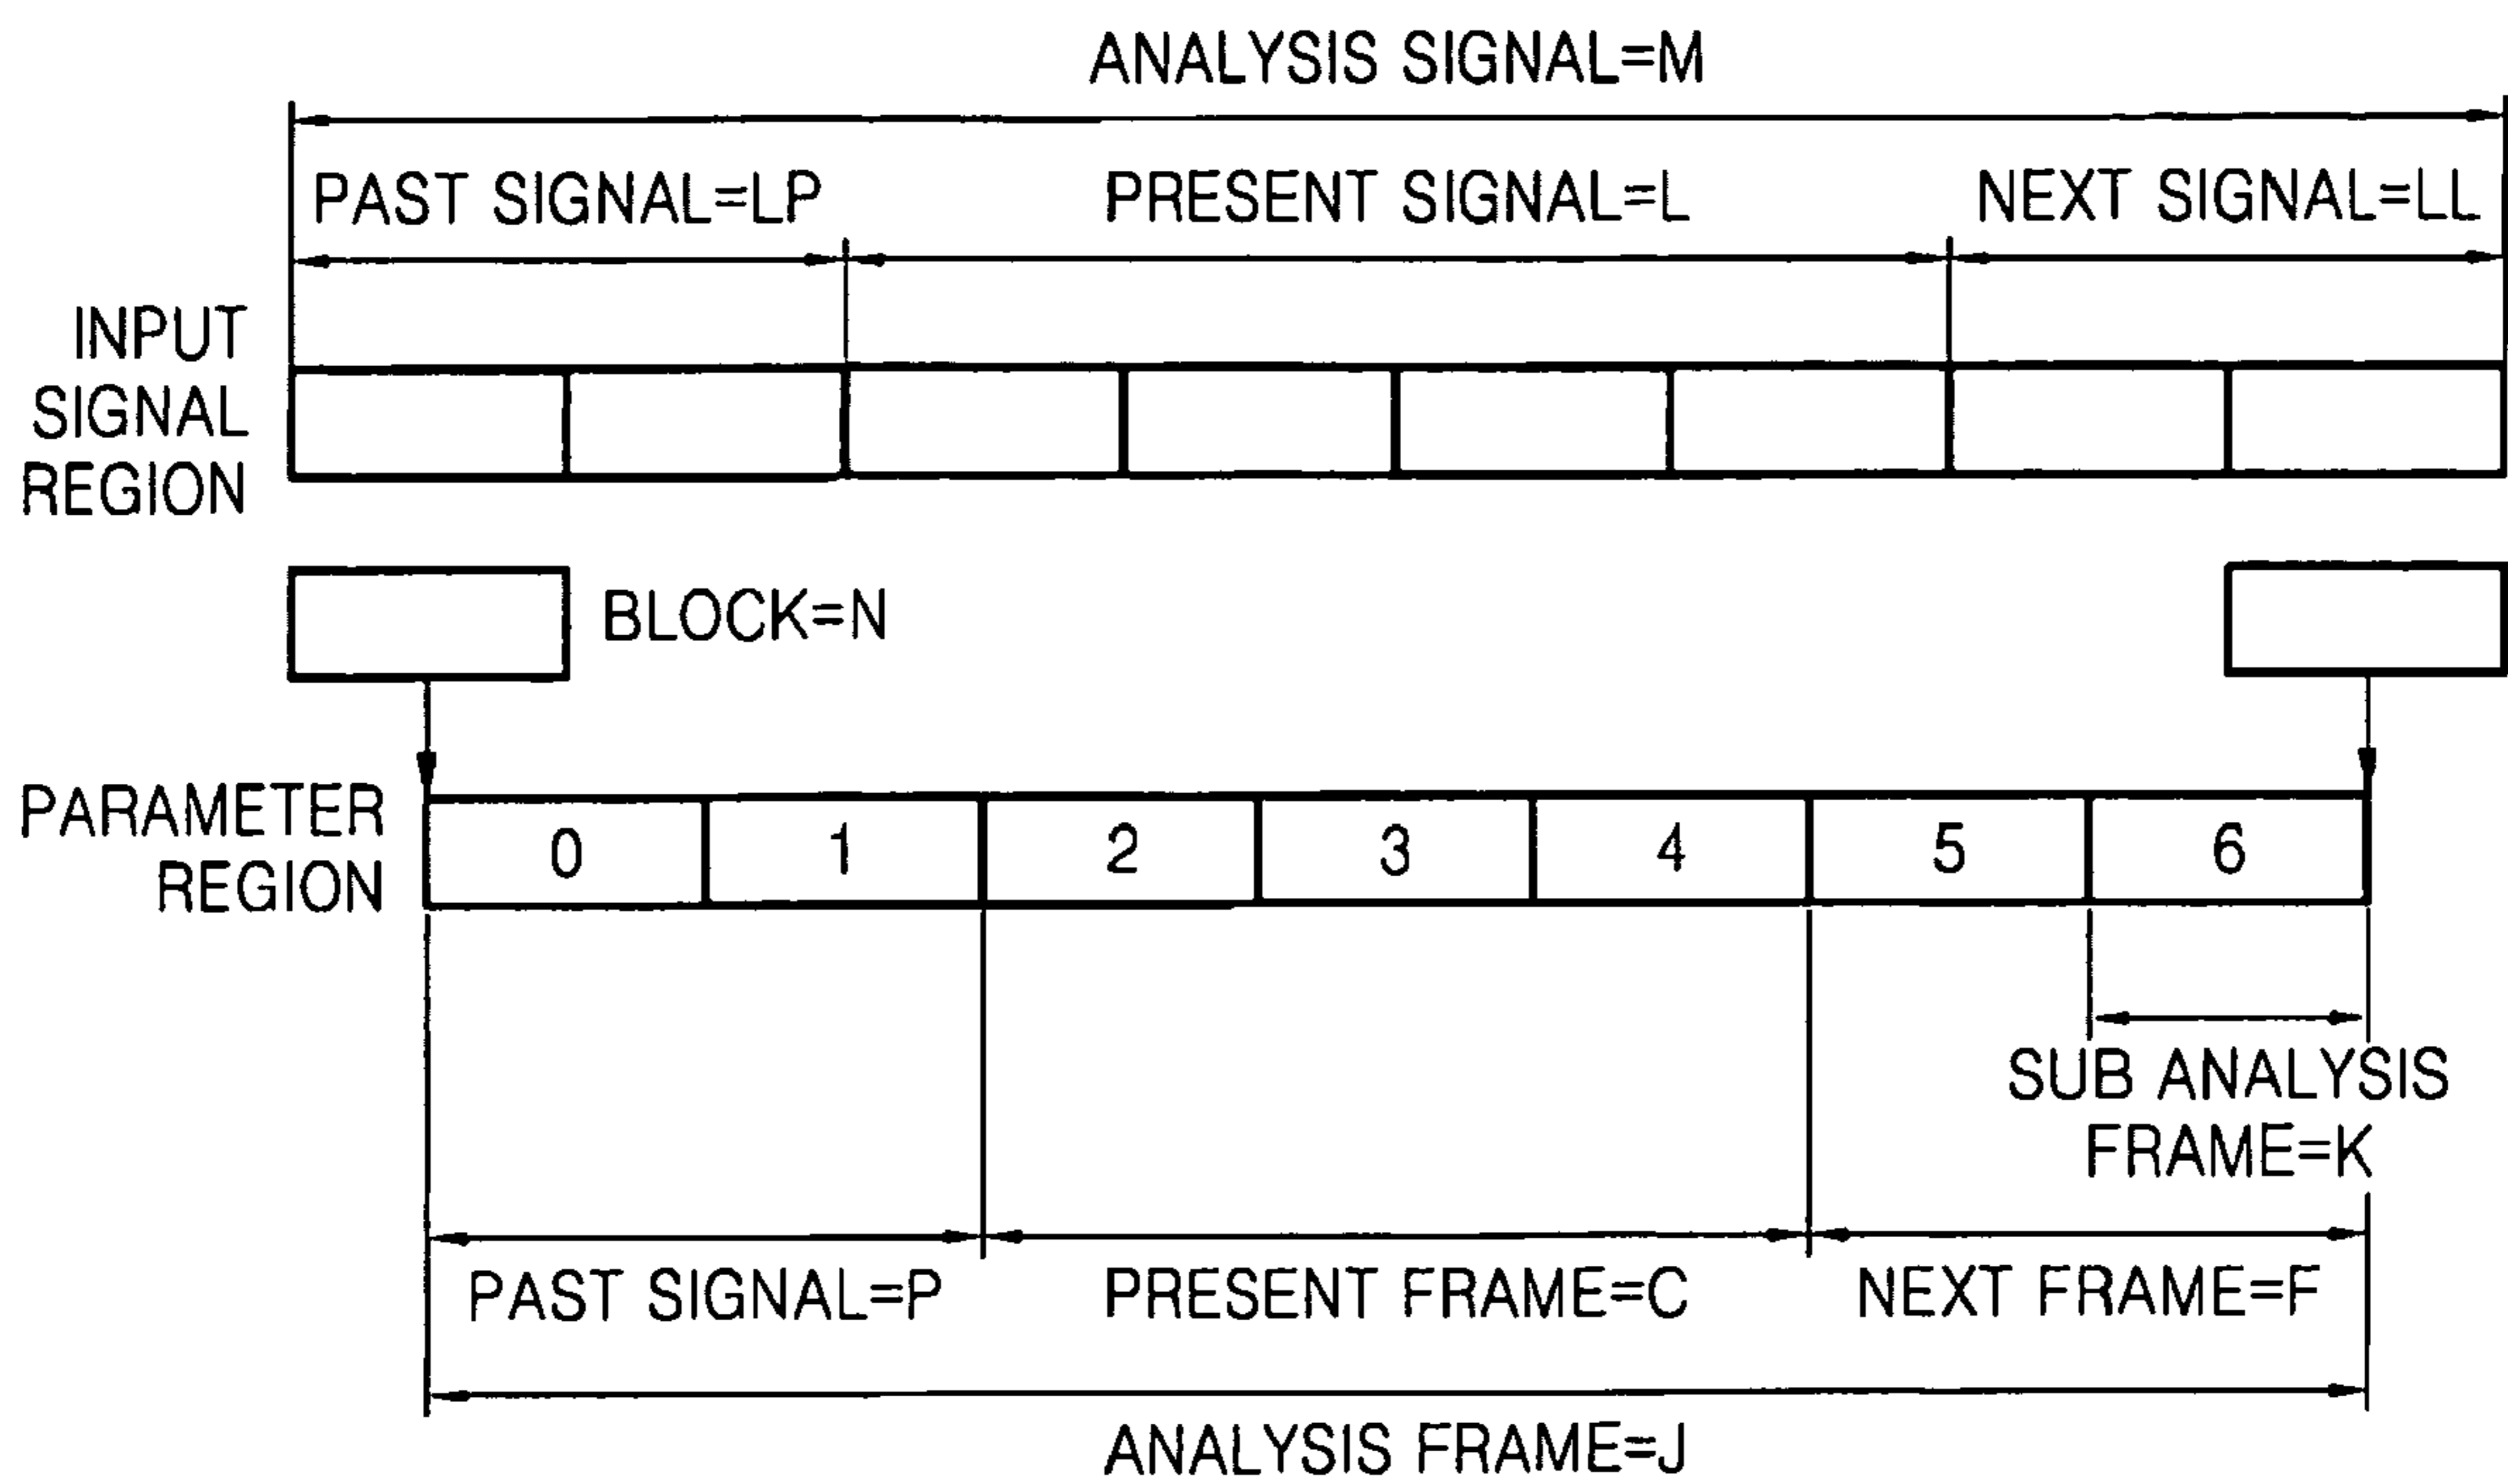 ANALYSIS SIGNAL=M
PAST SIGNAL=LP
PRESENT SIGNAL=L
NEXT SIGNAL=LL
INPUT
SIGNAL
REGION
BLOCK=N
PARAMETER
REGION
0 1 2 3 4 5 6
SUB ANALYSIS
FRAME=K
PAST SIGNAL=P
PRESENT FRAME=C
NEXT FRAME=F
ANALYSIS FRAME=J